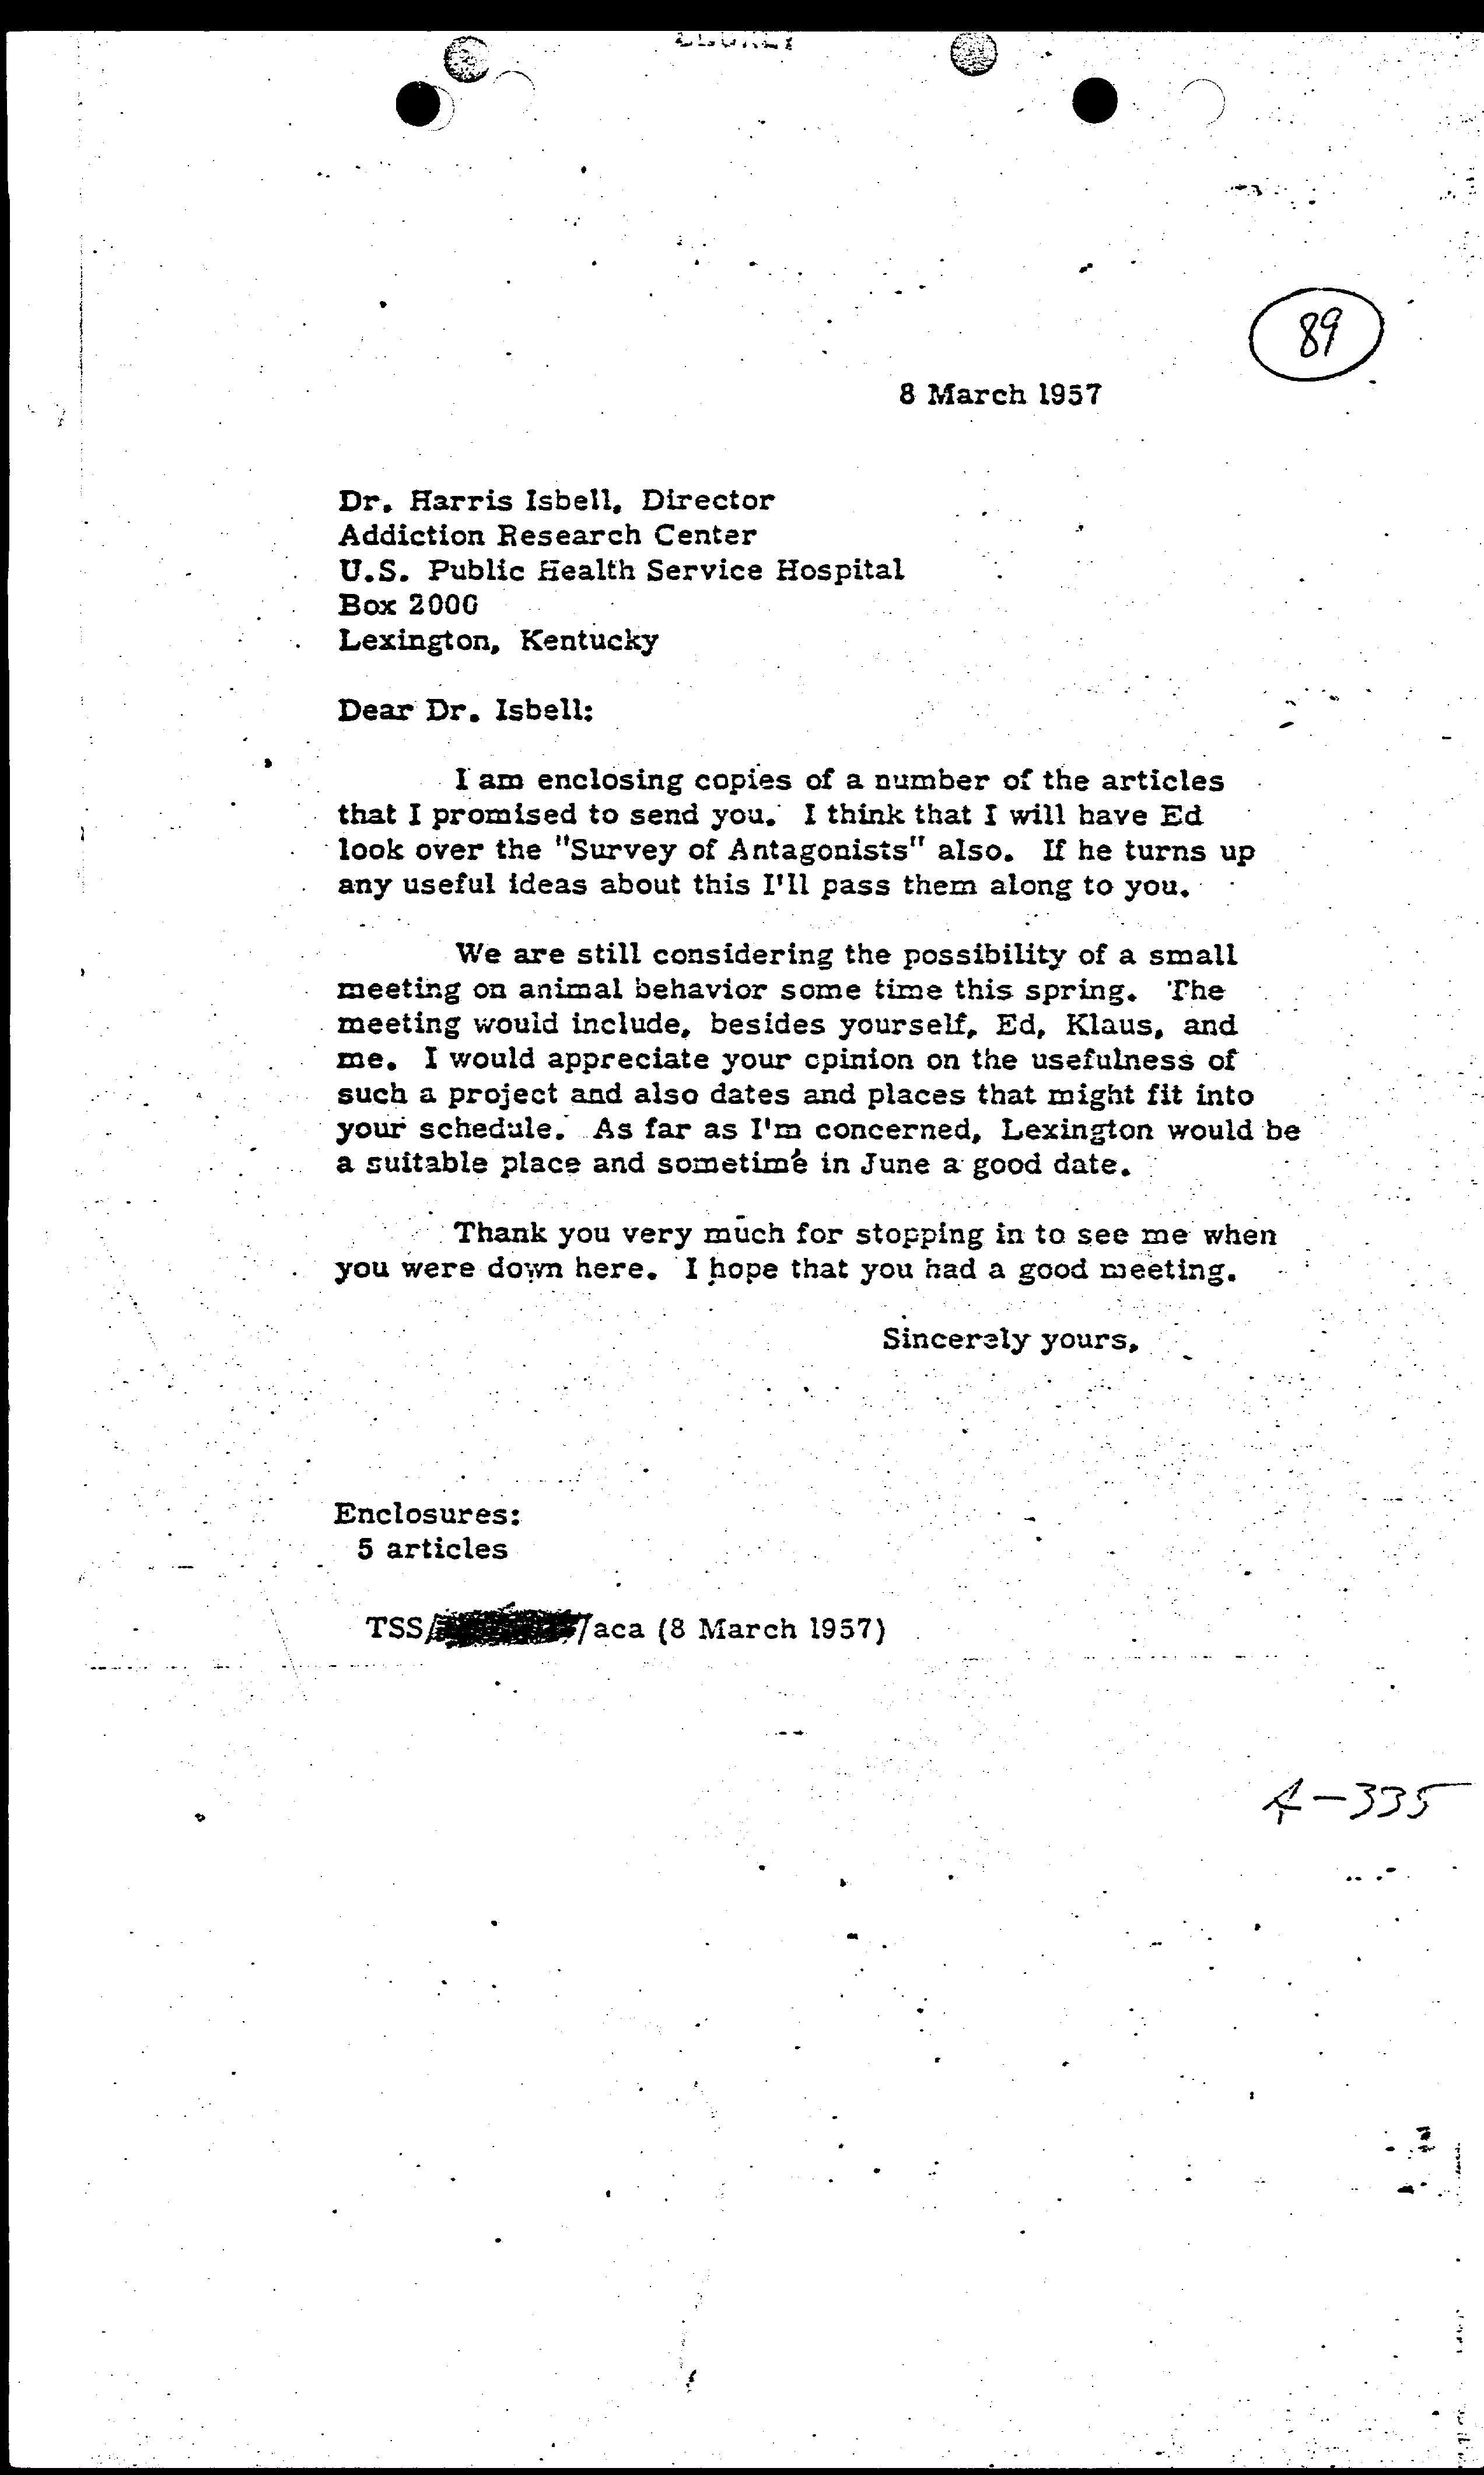 89
8 March 1957
Dr. Harris Isbell, Director
Addiction Research Center
U.S. Public Health Service Hospital
Box 2000
Lexington, Kentucky
Dear Dr. Isbell:
I am enclosing copies of a number of the articles
that I promised to send you. I think that I will have Ed
look over the "Survey of Antagonists" also. If he turns up
any useful ideas about this I'll pass them along to you.
We are still considering the possibility of a small
meeting on animal behavior some time this spring. The
meeting would include, besides yourself, Ed, Klaus, and
me. I would appreciate your opinion on the usefulness of
such a project and also dates and places that might fit into
your schedule. As far as I'm concerned, Lexington would be
a suitable place and sometime in June a good date.
Thank you very much for stopping in to see me when
you were down here. I hope that you had a good meeting.
Sincerely yours,
Enclosures:
5 articles
TSS/ /aca (8 March 1957)
A-335